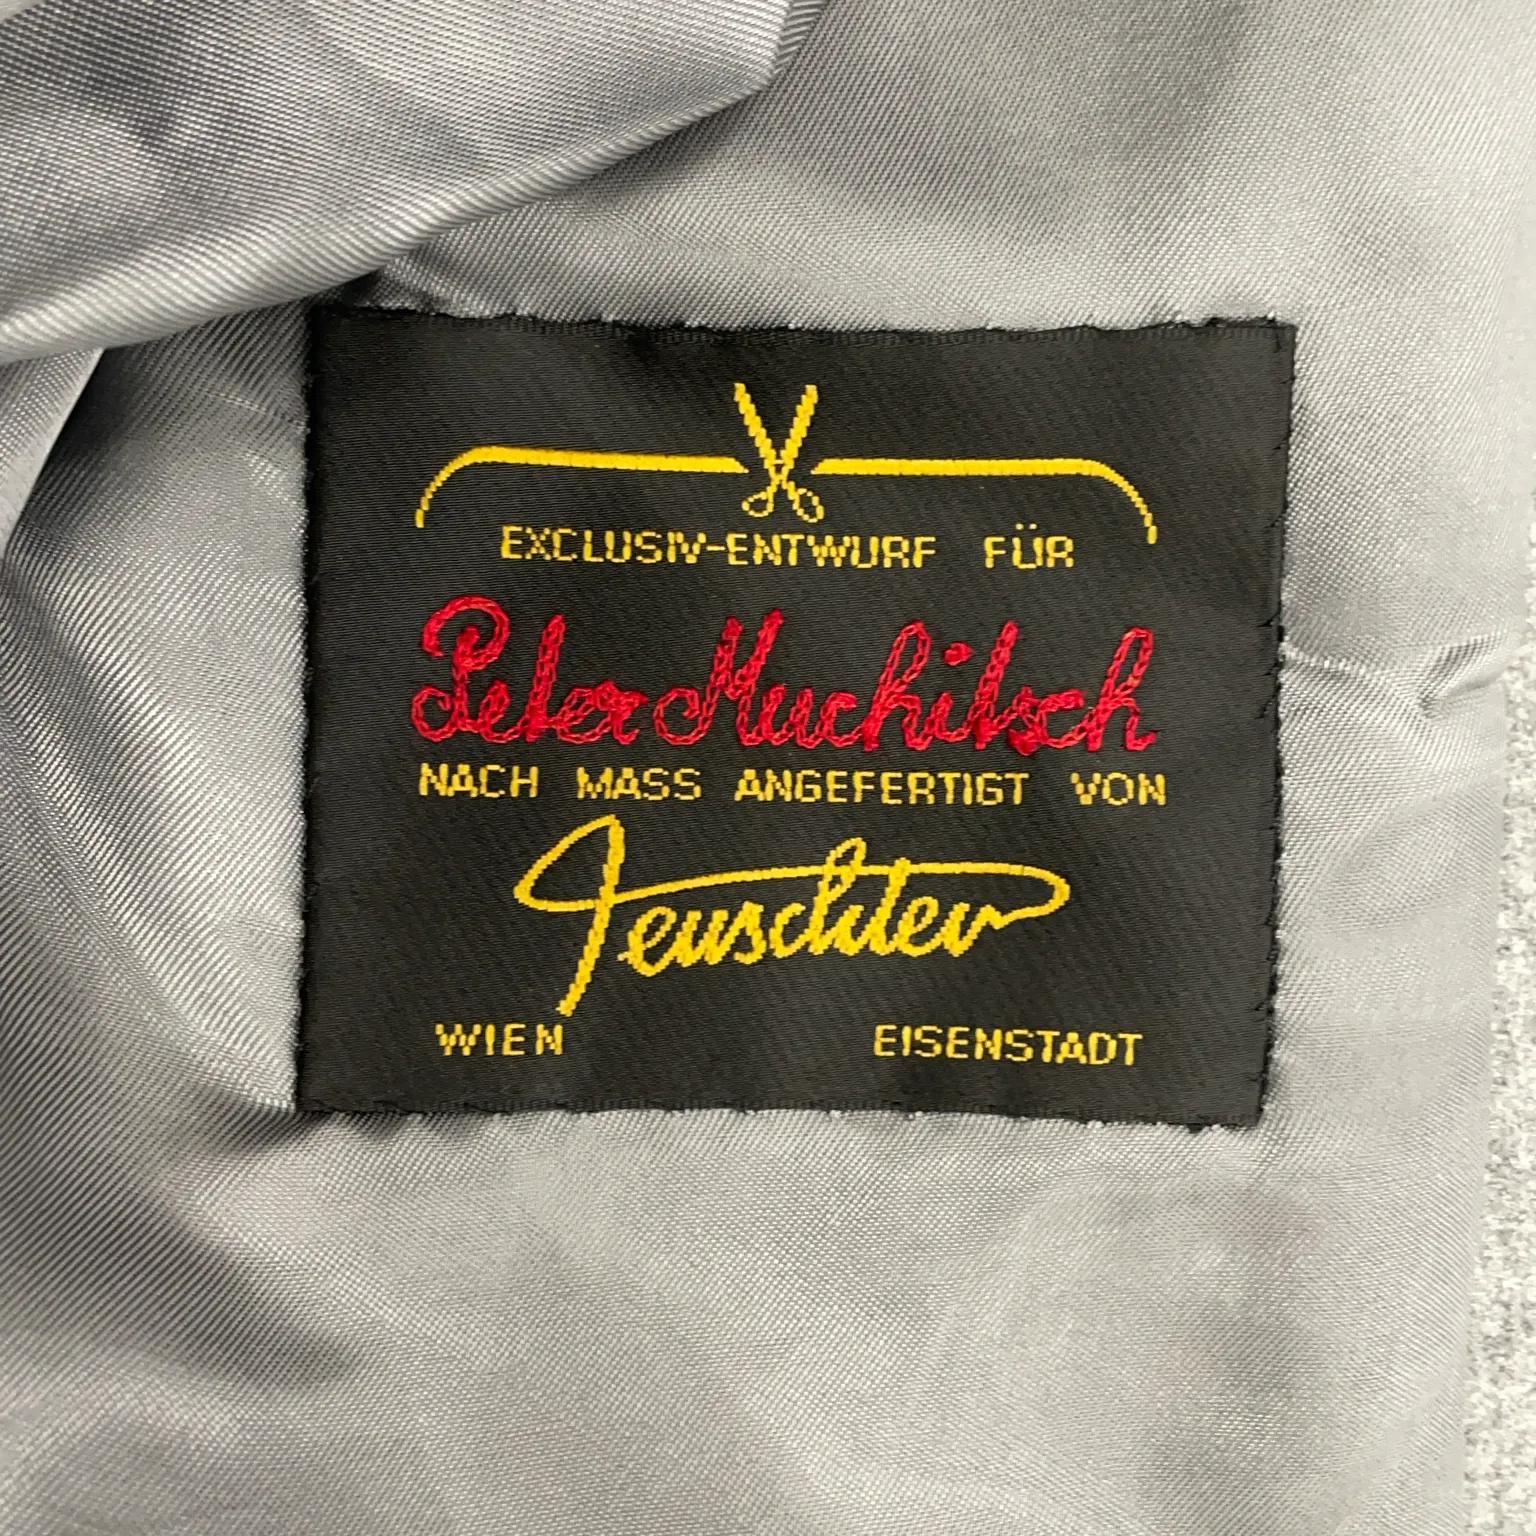 EXCLUSIV-ENTWURF FÜR
Peter Muchitsch
NACH MASS ANGEFERTIGT VON
Teuschler
WIEN EISENSTADT